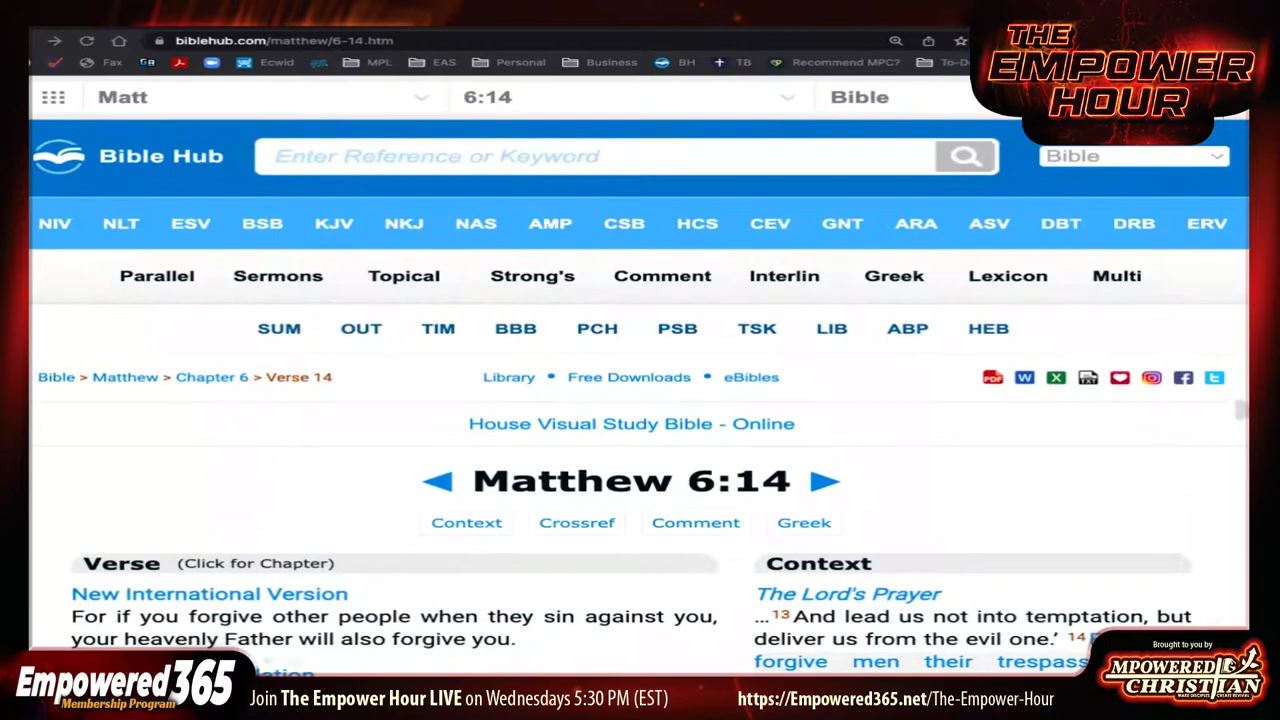 biblehub.com/matthew/6-14.htm
Fax Ecwid MPL EAS Personal Business BH TB Recommend MPC?
THE
EMPOWER
HOUR
Matt 6:14 Bible
Bible Hub Enter Reference or Keyword Bible
NIV NLT ESV BSB KJV NKJ NAS AMP CSB HCS CEV GNT ARA ASV DBT DRB ERV
Parallel Sermons Topical Strong's Comment Interlin Greek Lexicon Multi
SUM OUT TIM BBB PCH PSB TSK LIB ABP HEB
Bible > Matthew > Chapter 6 > Verse 14 Library • Free Downloads • eBibles
House Visual Study Bible - Online
◄ Matthew 6:14 ►
Context Crossref Comment Greek
Verse (Click for Chapter)
New International Version
For if you forgive other people when they sin against you,
your heavenly Father will also forgive you.
Context
The Lord's Prayer
...13 And lead us not into temptation, but
deliver us from the evil one.' 14
forgive men their trespass
Empowered365
Membership Program
Join The Empower Hour LIVE on Wednesdays 5:30 PM (EST)
https://Empowered365.net/The-Empower-Hour
Brought to you by
MPOWERED
CHRISTIAN
MAKE DISCIPLES CREATE REVIVAL